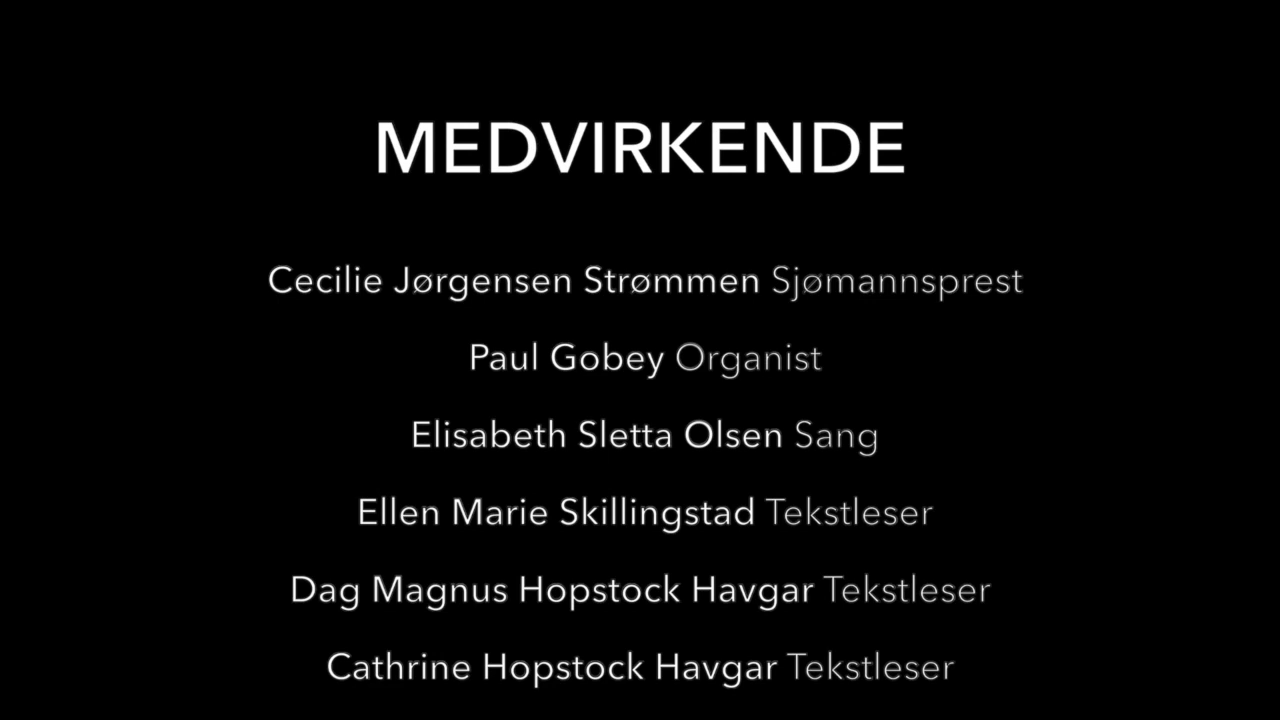 MEDVIRKENDE
Cecilie Jørgensen Strømmen Sjømannsprest
Paul Gobey Organist
Elisabeth Sletta Olsen Sang
Ellen Marie Skillingstad Tekstleser
Dag Magnus Hopstock Havgar Tekstleser
Cathrine Hopstock Havgar Tekstleser